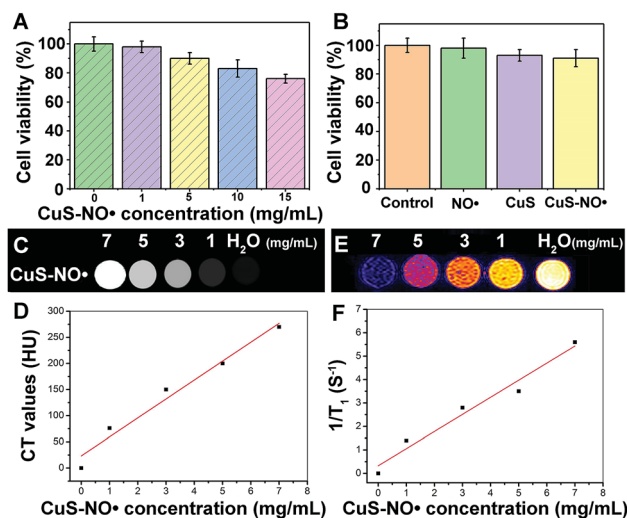 A
Cell viability (%)
100
80
60
40
20
0
0 1 5 10 15
CuS-NO• concentration (mg/mL)
B
Cell viability (%)
100
80
60
40
20
0
Control NO• CuS CuS-NO•
C
7 5 3 1 H₂O (mg/mL)
CuS-NO•
E
7 5 3 1 H₂O (mg/mL)
D
CT values (HU)
300
250
200
150
100
50
0
0 1 2 3 4 5 6 7 8
CuS-NO• concentration (mg/mL)
F
1/T₁ (S⁻¹)
7
6
5
4
3
2
1
0
0 1 2 3 4 5 6 7 8
CuS-NO• concentration (mg/mL)